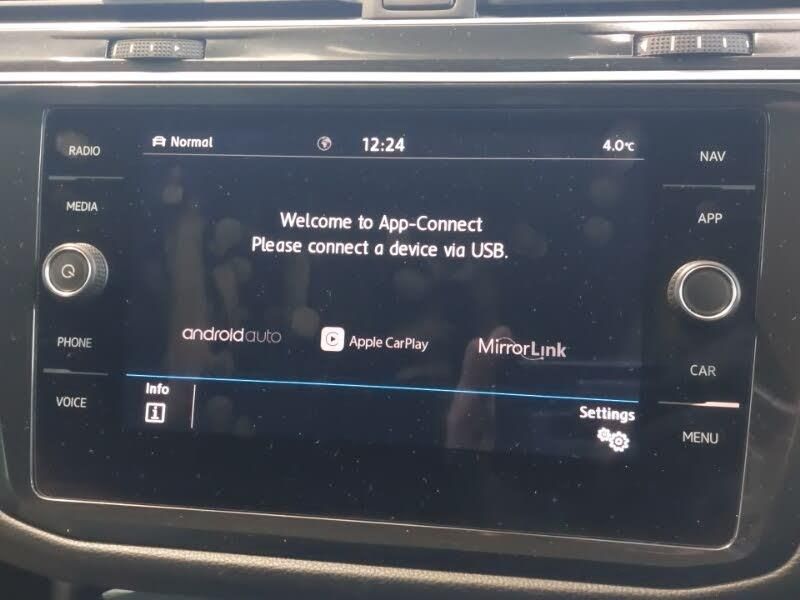 RADIO
MEDIA
PHONE
VOICE
Normal
12:24
4.0°C
Welcome to App-Connect
Please connect a device via USB.
androidauto
Apple CarPlay
MirrorLink
Info
i
Settings
NAV
APP
CAR
MENU